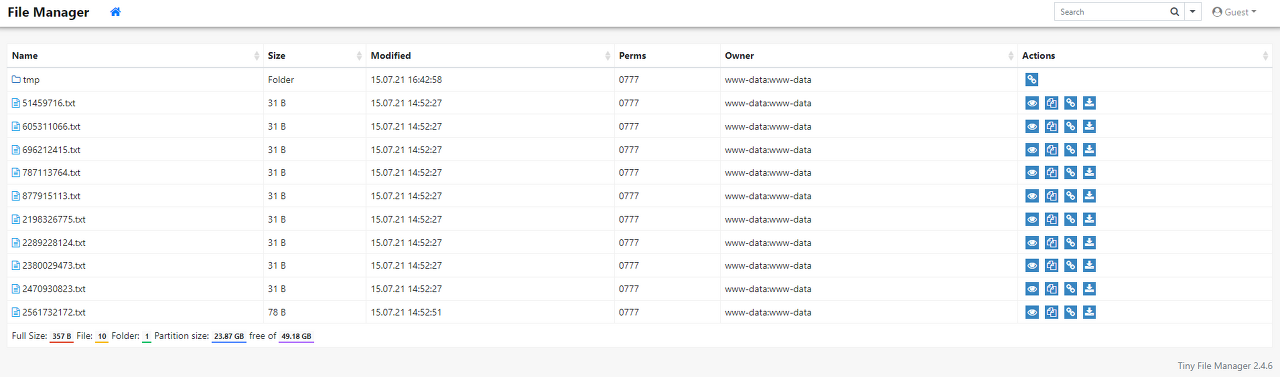 File Manager Search Guest
Name Size Modified Perms Owner Actions
tmp Folder 15.07.21 16:42:58 0777 www-data:www-data
51459716.txt 31 B 15.07.21 14:52:27 0777 www-data:www-data
605311066.txt 31 B 15.07.21 14:52:27 0777 www-data:www-data
696212415.txt 31 B 15.07.21 14:52:27 0777 www-data:www-data
787113764.txt 31 B 15.07.21 14:52:27 0777 www-data:www-data
877915113.txt 31 B 15.07.21 14:52:27 0777 www-data:www-data
2198326775.txt 31 B 15.07.21 14:52:27 0777 www-data:www-data
2289228124.txt 31 B 15.07.21 14:52:27 0777 www-data:www-data
2380029473.txt 31 B 15.07.21 14:52:27 0777 www-data:www-data
2470930823.txt 31 B 15.07.21 14:52:27 0777 www-data:www-data
2561732172.txt 78 B 15.07.21 14:52:51 0777 www-data:www-data
Full Size: 357 B File: 10 Folder: 1 Partition size: 23.87 GB free of 49.18 GB
Tiny File Manager 2.4.6